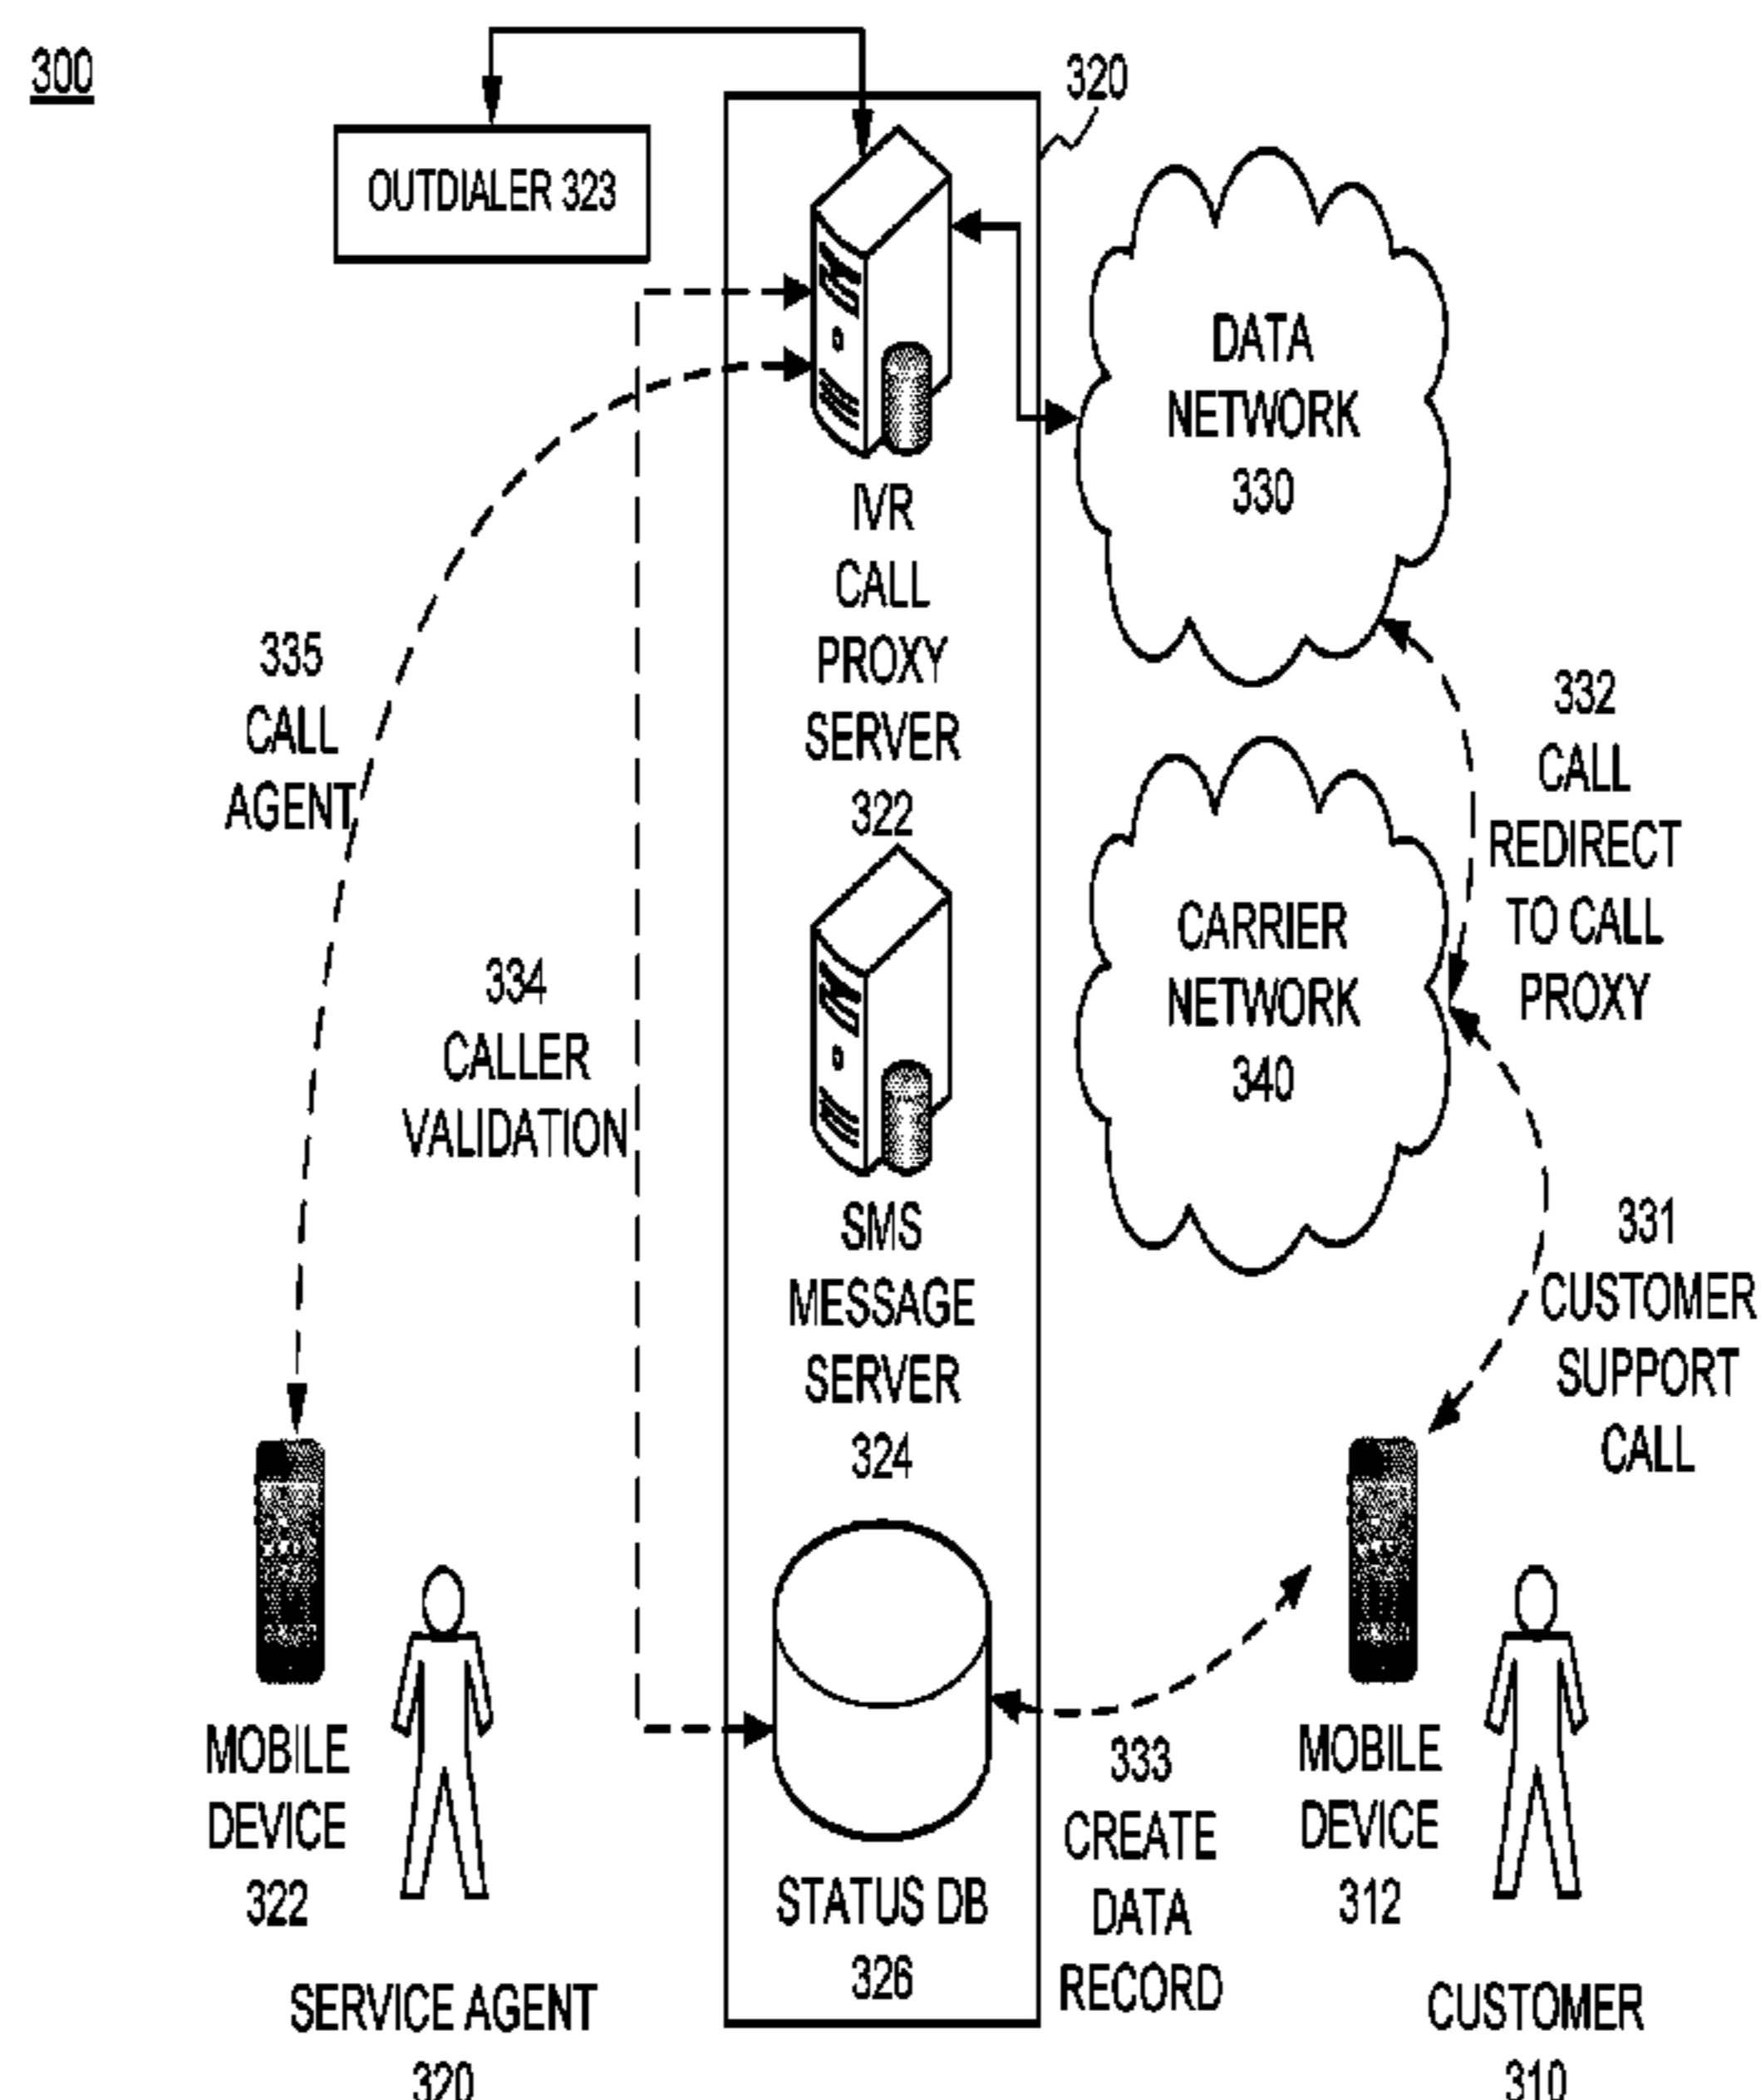 300
320
OUTDIALER 323
DATA
NETWORK
330
IVR
CALL
PROXY
SERVER
322
335
CALL
AGENT
332
CALL
REDIRECT
TO CALL
PROXY
CARRIER
NETWORK
340
334
CALLER
VALIDATION
SMS
MESSAGE
SERVER
324
331
CUSTOMER
SUPPORT
CALL
MOBILE
DEVICE
322
SERVICE AGENT
320
STATUS DB
326
333
CREATE
DATA
RECORD
MOBILE
DEVICE
312
CUSTOMER
310